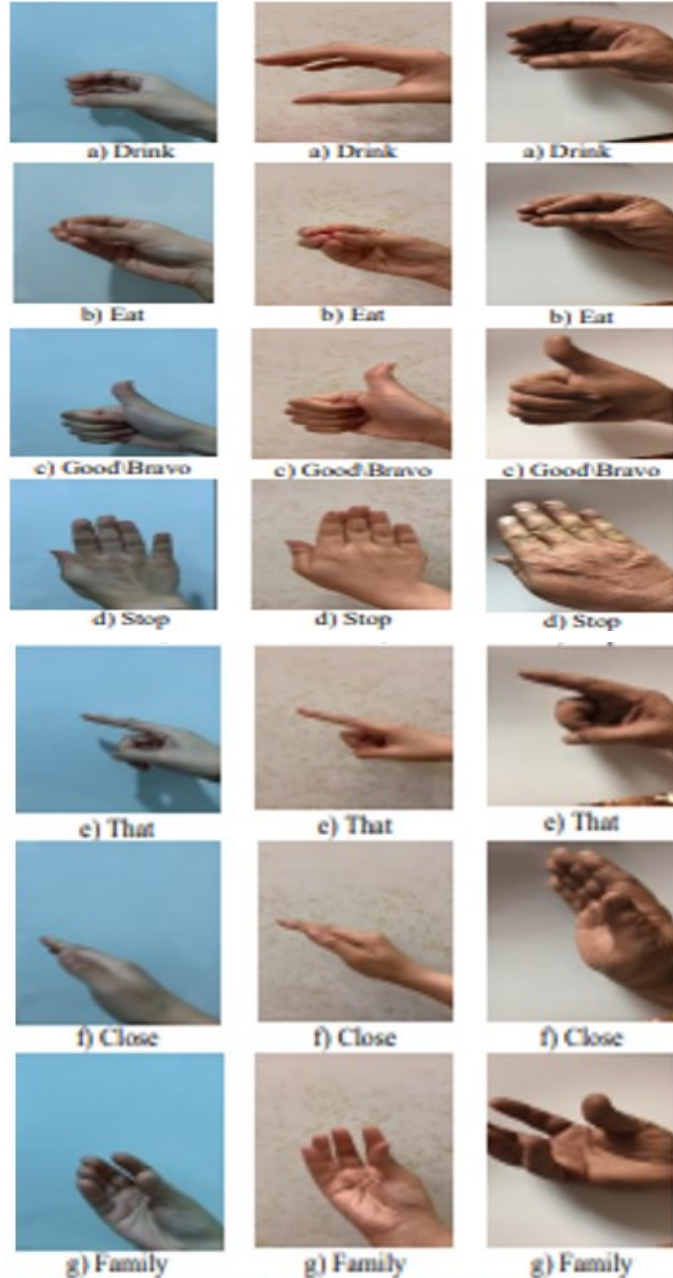 a) Drink a) Drink a) Drink
b) Eat b) Eat b) Eat
c) Good\Bravo c) Good\Bravo c) Good\Bravo
d) Stop d) Stop d) Stop
e) That e) That e) That
f) Close f) Close f) Close
g) Family g) Family g) Family